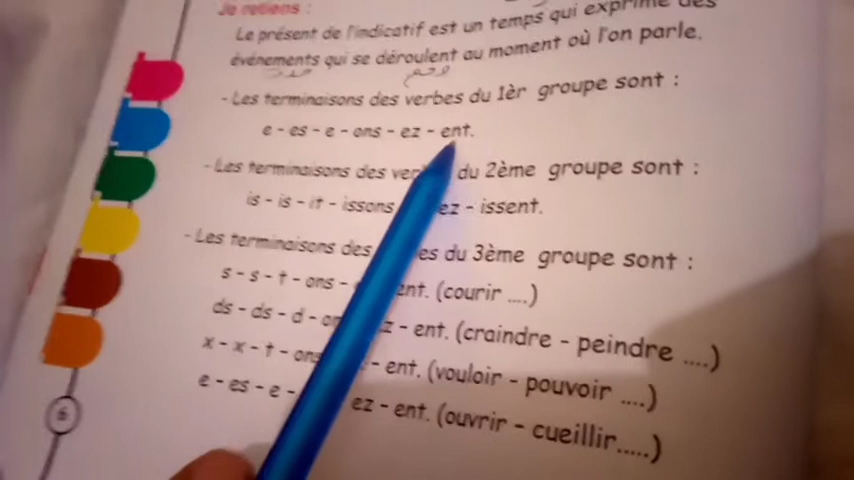 Je retiens :
Le présent de l'indicatif est un temps qui exprime des
événements qui se déroulent au moment où l'on parle.
- Les terminaisons des verbes du 1èr groupe sont :
e - es - e - ons - ez - ent.
- Les terminaisons des ver du 2ème groupe sont :
is - is - it - issons ez - issent.
- Les terminaisons des es du 3ème groupe sont :
s - s - t - ons - ent. (courir ....)
ds - ds - d - on z - ent. (craindre - peindre ....)
x - x - t - ons - ent. (vouloir - pouvoir ....)
e - es - e - ez - ent. (ouvrir - cueillir.....)
6